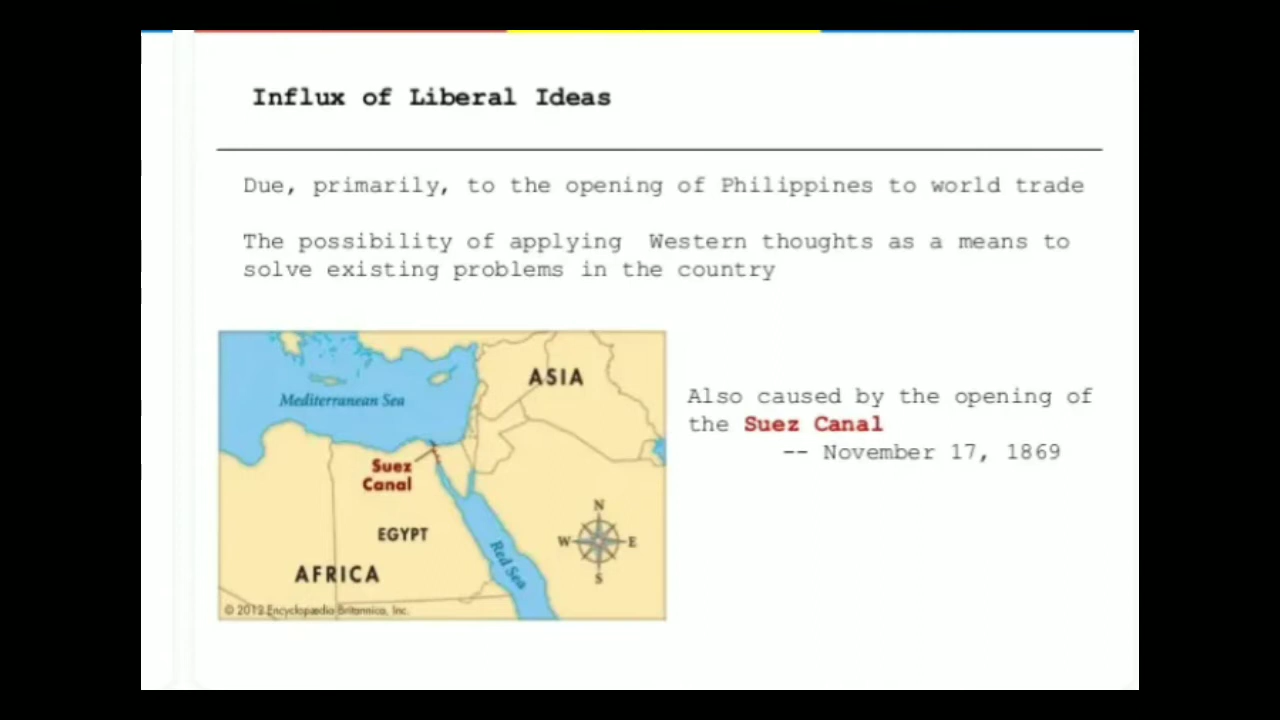 Influx of Liberal Ideas
Due, primarily, to the opening of Philippines to world trade
The possibility of applying Western thoughts as a means to
solve existing problems in the country
ASIA
Mediterranean Sea
Also caused by the opening of
the Suez Canal
-- November 17, 1869
Suez
Canal
EGYPT
AFRICA
Red Sea
N
W
E
S
© 2012 Encyclopædia Britannica, Inc.